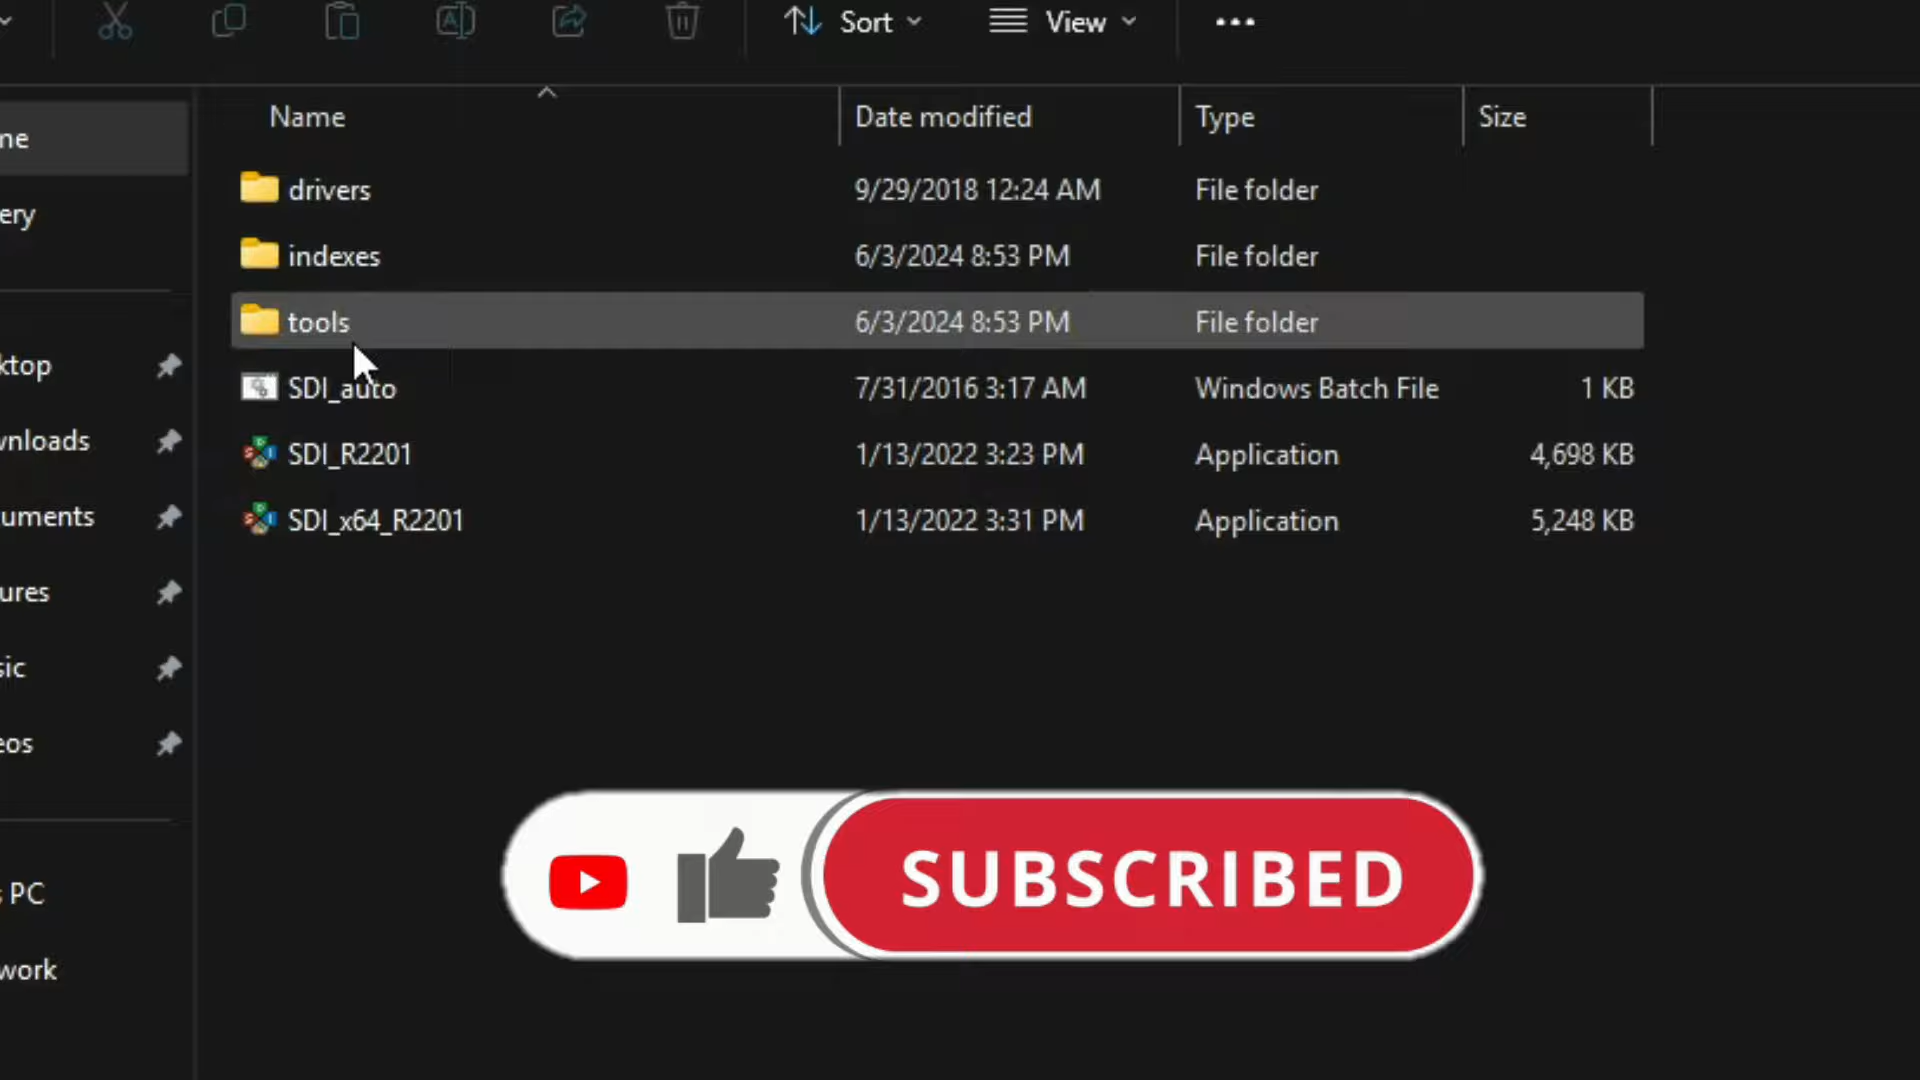 Sort View
Name Date modified Type Size
ne
drivers 9/29/2018 12:24 AM File folder
ery
indexes 6/3/2024 8:53 PM File folder
tools 6/3/2024 8:53 PM File folder
ktop
SDI_auto 7/31/2016 3:17 AM Windows Batch File 1 KB
wnloads
SDI_R2201 1/13/2022 3:23 PM Application 4,698 KB
uments
SDI_x64_R2201 1/13/2022 3:31 PM Application 5,248 KB
ures
sic
eos
SUBSCRIBED
s PC
work